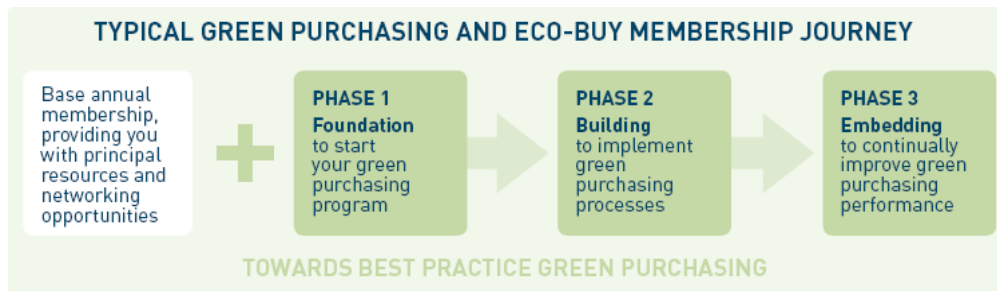 TYPICAL GREEN PURCHASING AND ECO-BUY MEMBERSHIP JOURNEY
Base annual
membership,
providing you
with principal
resources and
networking
opportunities
PHASE 1
Foundation
to start
your green
purchasing
program
PHASE 2
Building
to implement
green
purchasing
processes
PHASE 3
Embedding
to continually
improve green
purchasing
performance
TOWARDS BEST PRACTICE GREEN PURCHASING